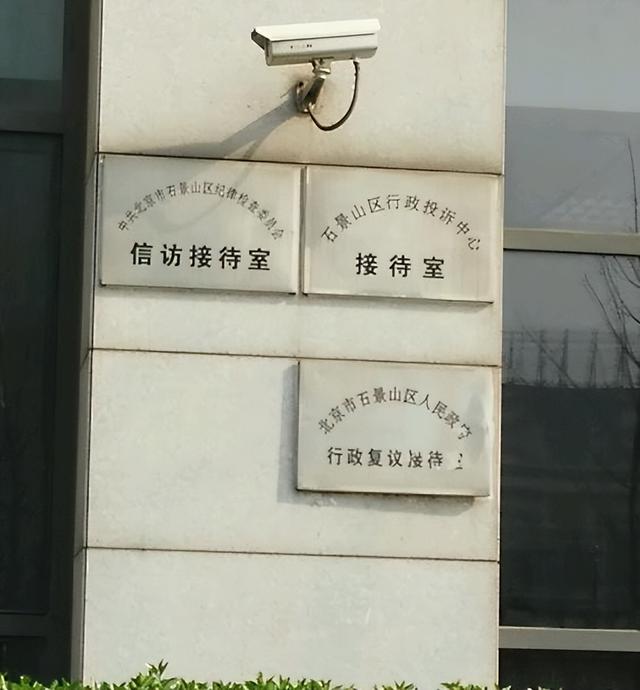 中共北京市石景山区纪律检查委员会
信访接待室
石景山区行政投诉中心
接待室
北京市石景山区人民政
行政复议接待